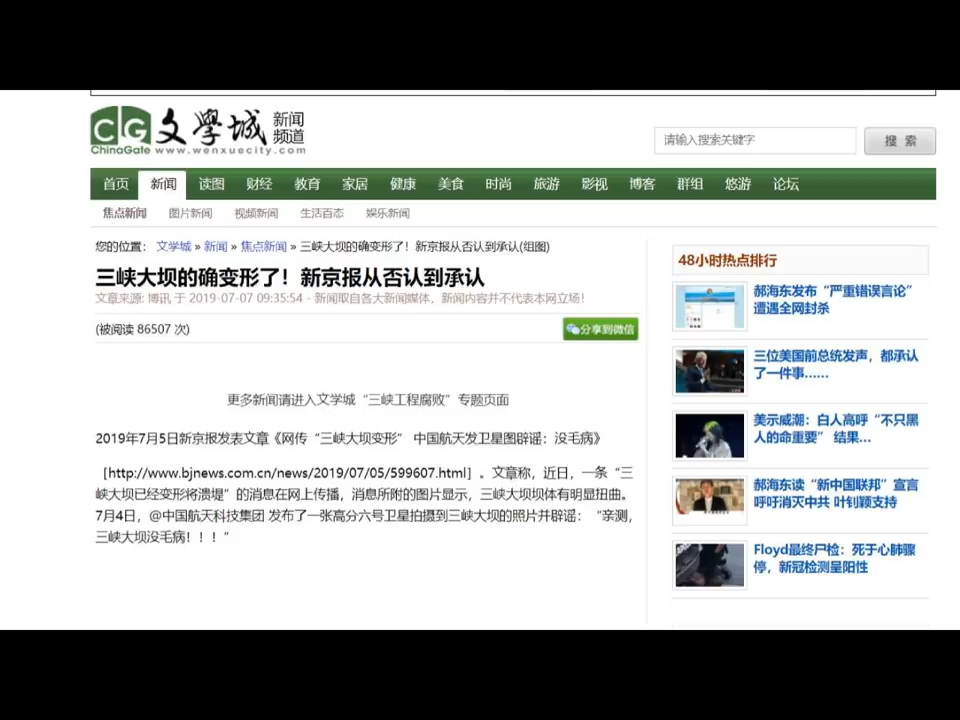 CG 文學城 新闻频道
ChinaGate www.wenxuecity.com
请输入搜索关键字 搜 索
首页 新闻 读图 财经 教育 家居 健康 美食 时尚 旅游 影视 博客 群组 悠游 论坛
焦点新闻 图片新闻 视频新闻 生活百态 娱乐新闻
您的位置： 文学城 » 新闻 » 焦点新闻 » 三峡大坝的确变形了！新京报从否认到承认(组图)
三峡大坝的确变形了！新京报从否认到承认
文章来源: 博讯 于 2019-07-07 09:35:54 - 新闻取自各大新闻媒体，新闻内容并不代表本网立场！
(被阅读 86507 次)
分享到微信
更多新闻请进入文学城“三峡工程腐败”专题页面
2019年7月5日新京报发表文章《网传“三峡大坝变形” 中国航天发卫星图辟谣：没毛病》
［http://www.bjnews.com.cn/news/2019/07/05/599607.html］。文章称，近日，一条“三
峡大坝已经变形将溃堤”的消息在网上传播，消息所附的图片显示，三峡大坝坝体有明显扭曲。
7月4日，@中国航天科技集团 发布了一张高分六号卫星拍摄到三峡大坝的照片并辟谣：“亲测，
三峡大坝没毛病！！！”
48小时热点排行
郝海东发布“严重错误言论”
遭遇全网封杀
三位美国前总统发声，都承认
了一件事……
美示威潮：白人高呼“不只黑
人的命重要” 结果...
郝海东读“新中国联邦”宣言
呼吁消灭中共 叶钊颖支持
Floyd最终尸检：死于心肺骤
停，新冠检测量阳性